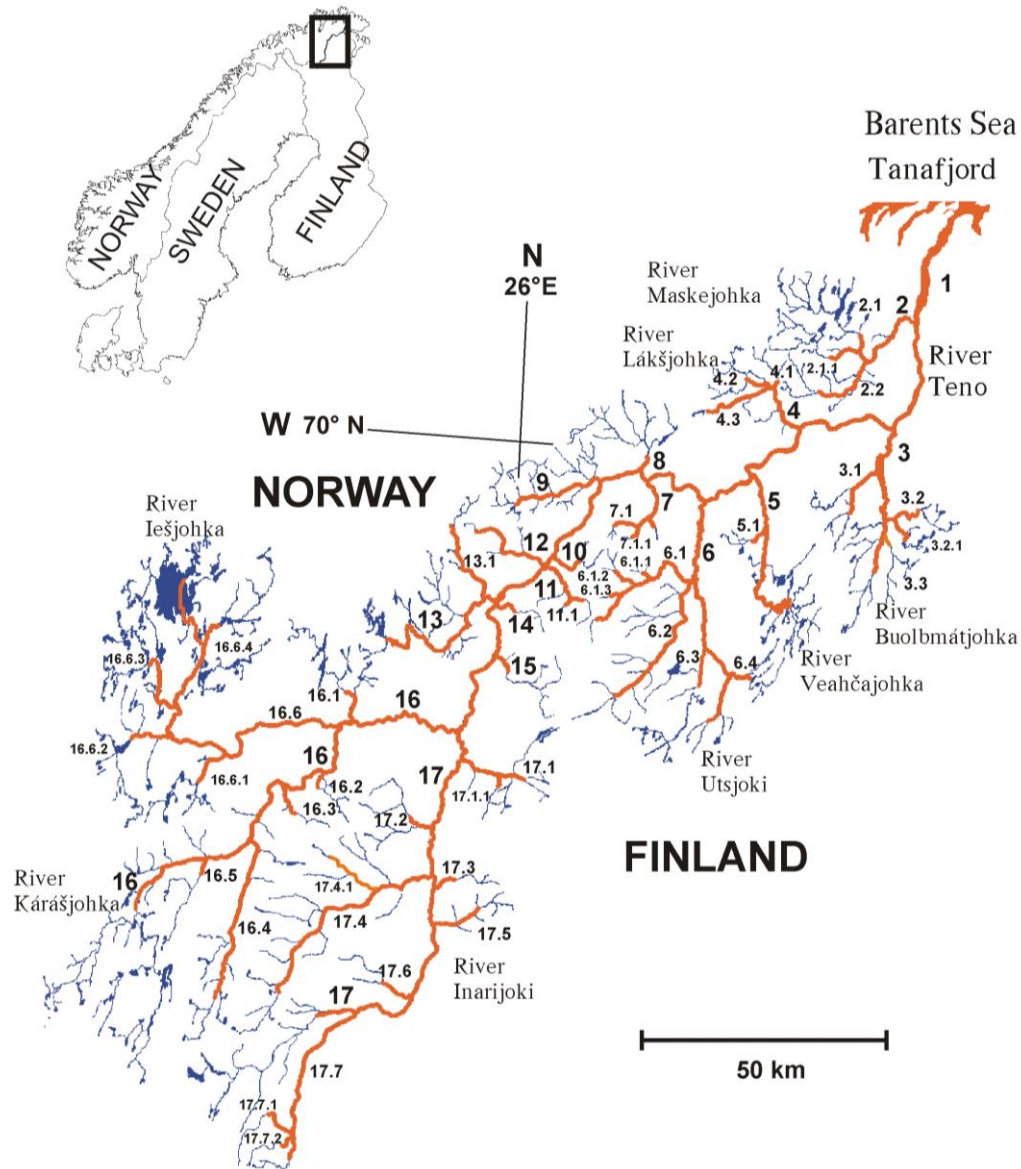 NORWAY
SWEDEN
FINLAND
Barents Sea
Tanafjord
N
26°E
W 70° N
River
Maskejohka
River
Lákšjohka
1
2
2.1
2.1.1
2.2
River
Teno
4.1
4.2
4.3
4
3
3.1
3.2
3.2.1
3.3
River
Buolbmátjohka
5
5.1
River
Veahčajohka
NORWAY
8
9
7
7.1
7.1.1
6
6.1
6.1.1
6.1.2
6.1.3
6.2
6.3
6.4
River
Utsjoki
10
11
11.1
12
13.1
13
14
15
River
Iešjohka
16.6.3
16.6.4
16.1
16
16.6
16.6.2
16.6.1
16
16.2
16.3
17
17.1
17.1.1
17.2
FINLAND
River
Kárášjohka
16
16.5
16.4
17.3
17.4.1
17.4
17.5
River
Inarijoki
17.6
17
17.7
17.7.1
17.7.2
50 km